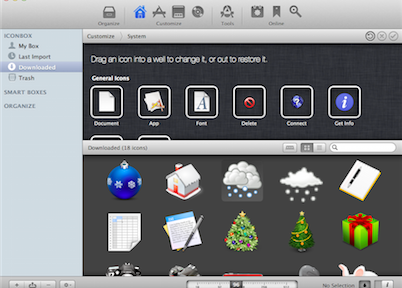 Organize Customize Tools Online
ICONBOX
My Box
Last Import
Downloaded
Trash
SMART BOXES
ORGANIZE
Customize System
Drag an icon into a well to change it, or out to restore it.
General Icons
Document App Font Delete Connect Get Info
Downloaded (18 icons)
96
No Selection